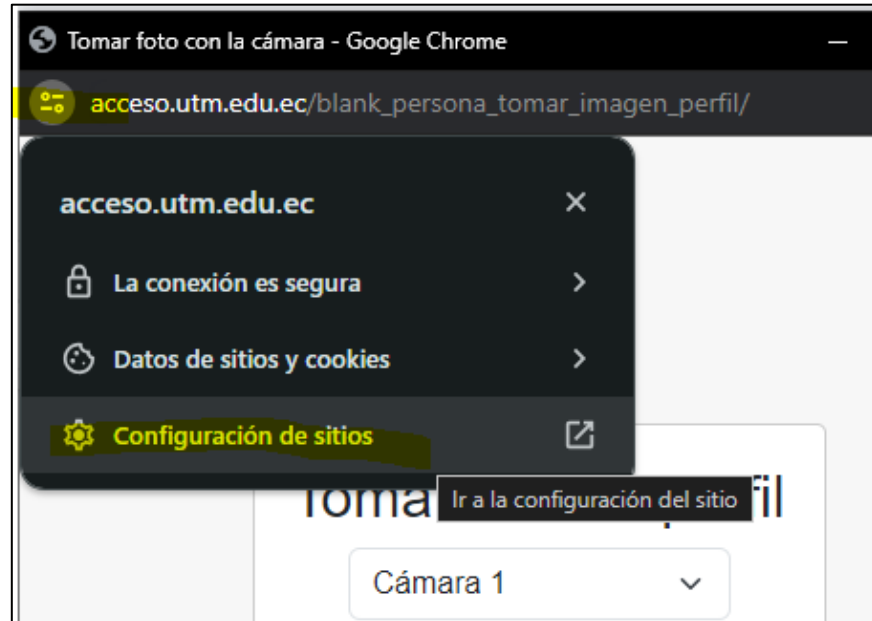 Tomar foto con la cámara - Google Chrome
acceso.utm.edu.ec/blank_persona_tomar_imagen_perfil/
acceso.utm.edu.ec
La conexión es segura
Datos de sitios y cookies
Configuración de sitios
Ir a la configuración del sitio
Cámara 1